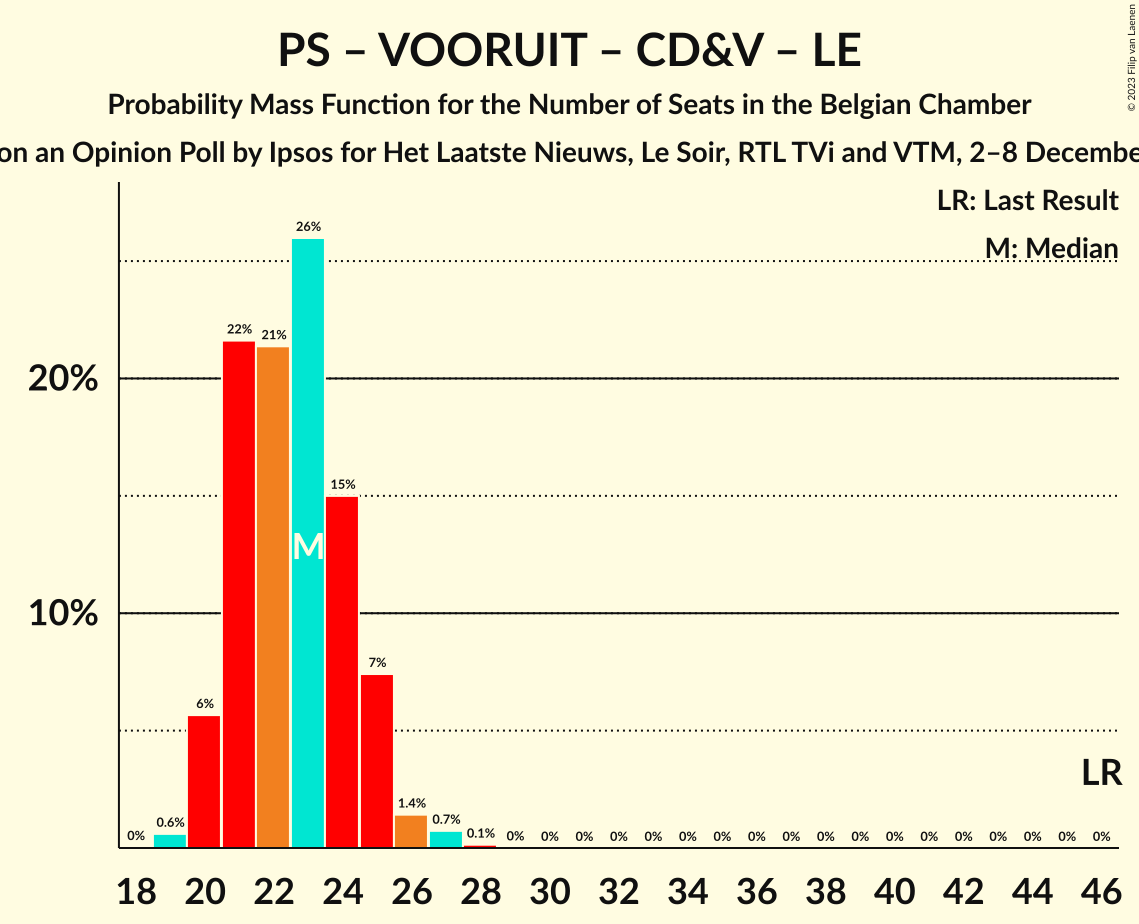 PS – VOORUIT – CD&V – LE
Probability Mass Function for the Number of Seats in the Belgian Chamber
on an Opinion Poll by Ipsos for Het Laatste Nieuws, Le Soir, RTL TVi and VTM, 2–8 Decembe
© 2023 Filip van Laenen
LR: Last Result
M: Median
20%
10%
0% 0.6% 6% 22% 21% 26% 15% 7% 1.4% 0.7% 0.1% 0% 0% 0% 0% 0% 0% 0% 0% 0% 0% 0% 0% 0% 0% 0% 0% 0% 0%
M
LR
18 20 22 24 26 28 30 32 34 36 38 40 42 44 46